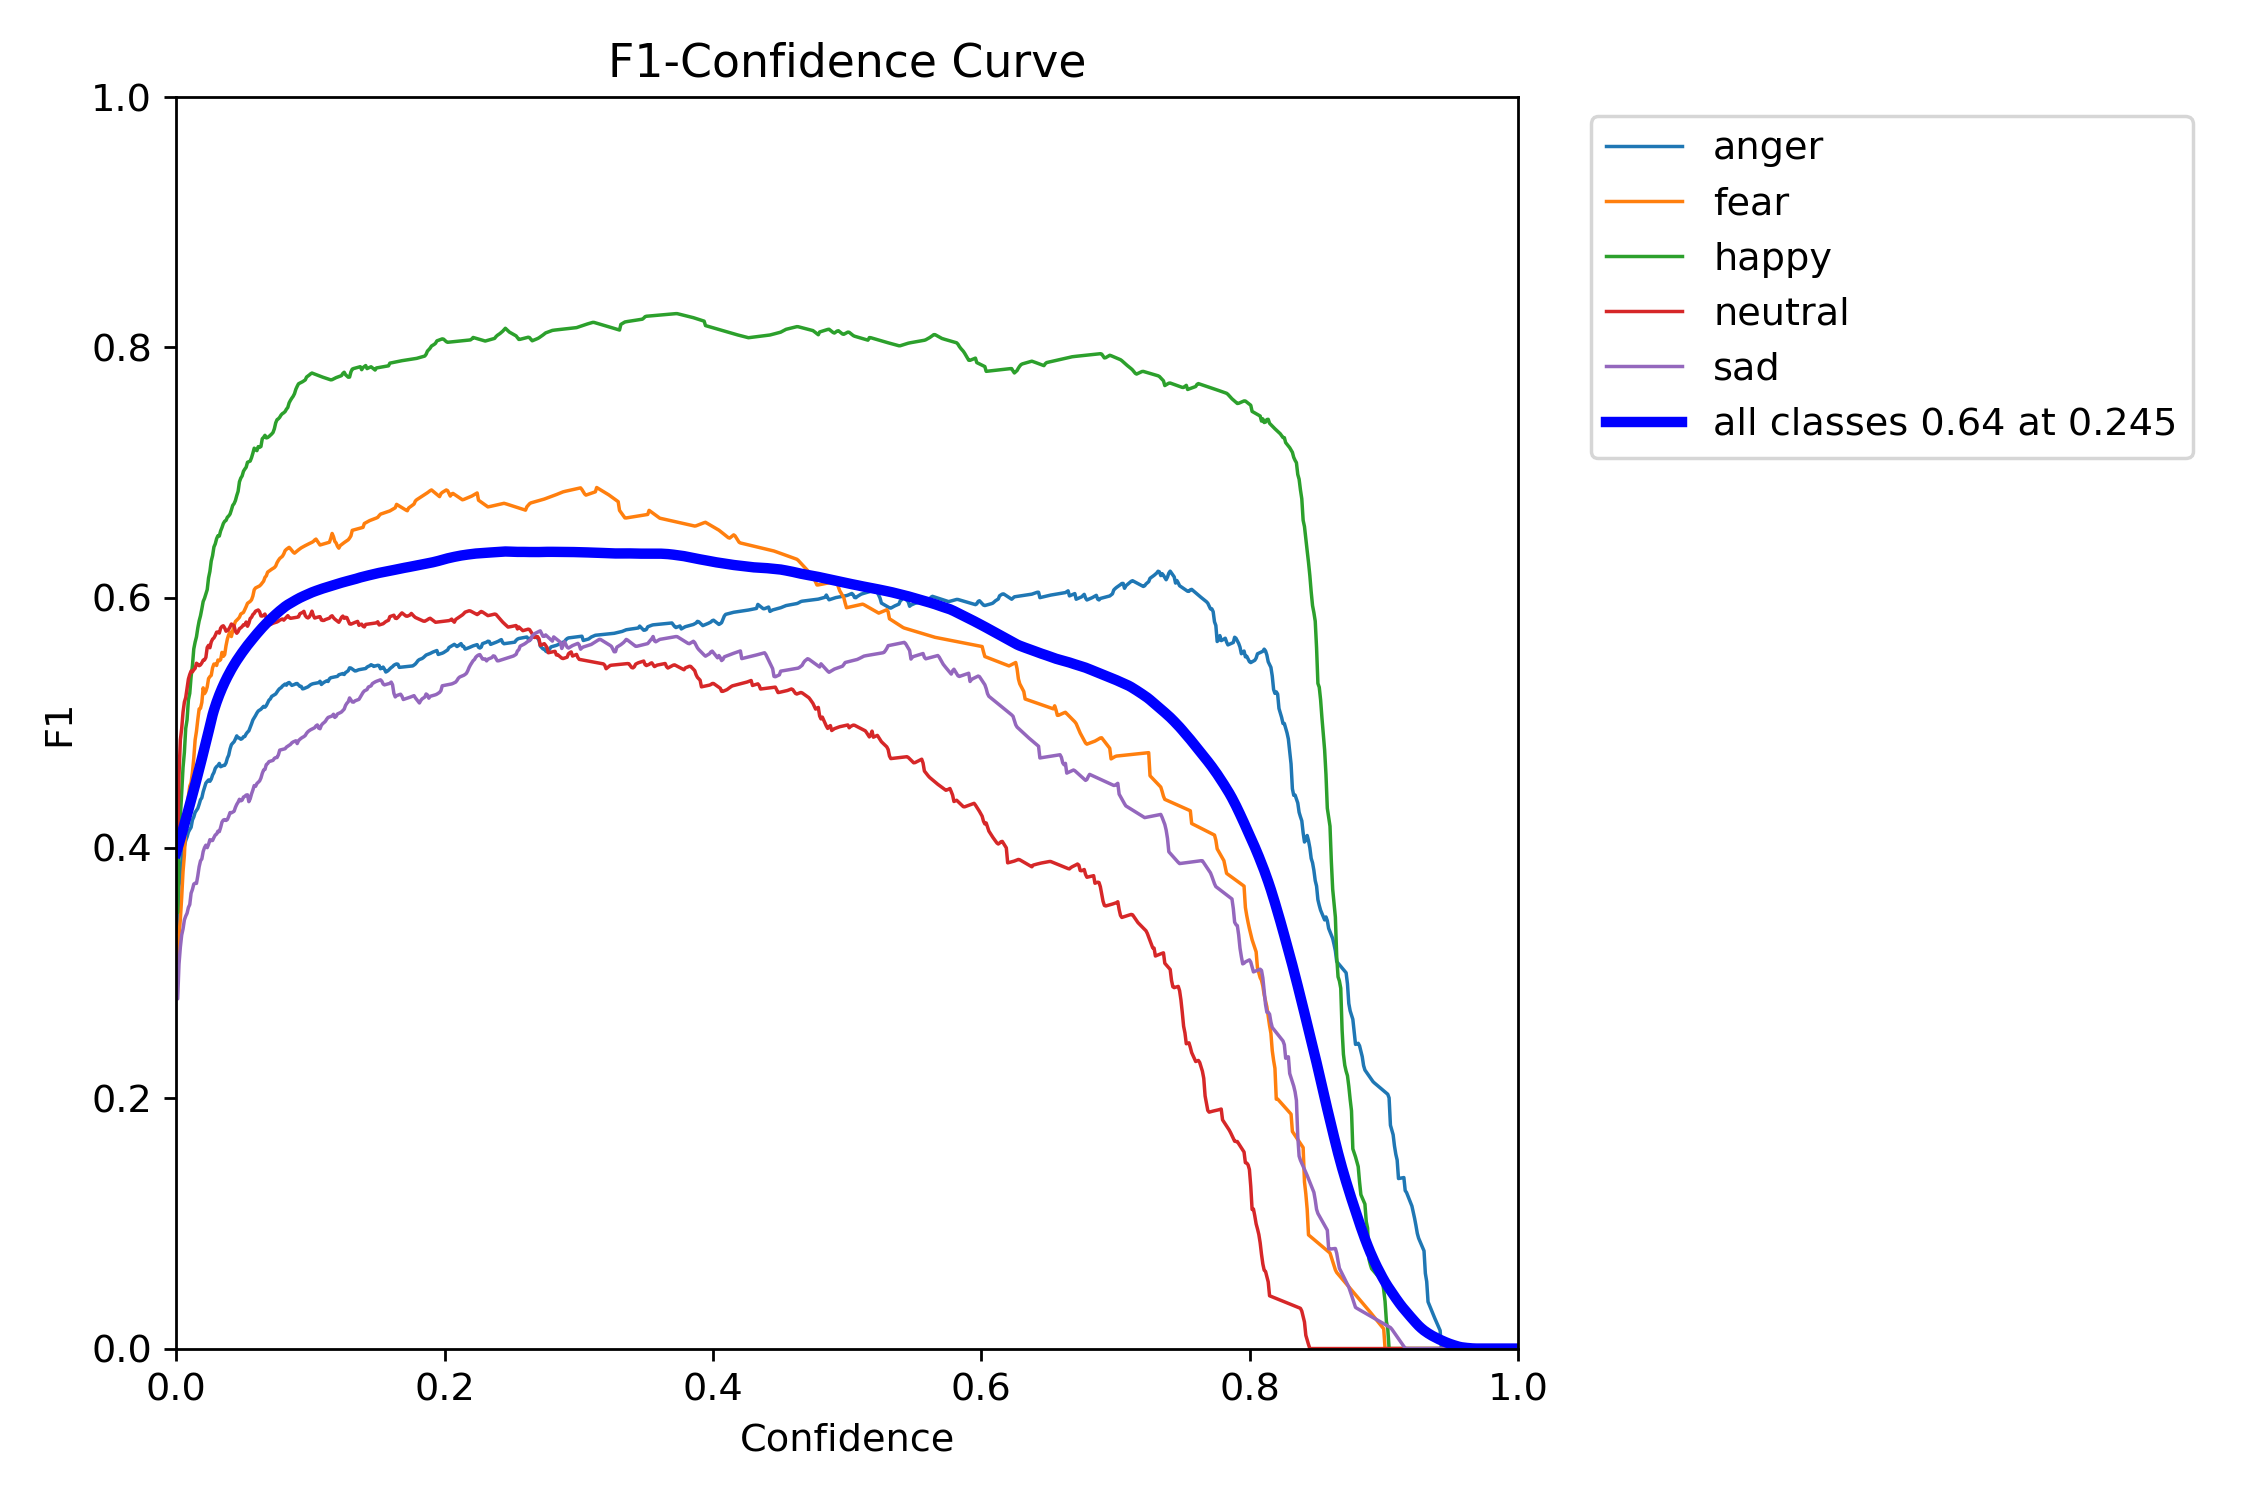 F1-Confidence Curve
1.0
0.8
0.6
0.4
0.2
0.0
F1
0.0 0.2 0.4 0.6 0.8 1.0
Confidence
anger
fear
happy
neutral
sad
all classes 0.64 at 0.245